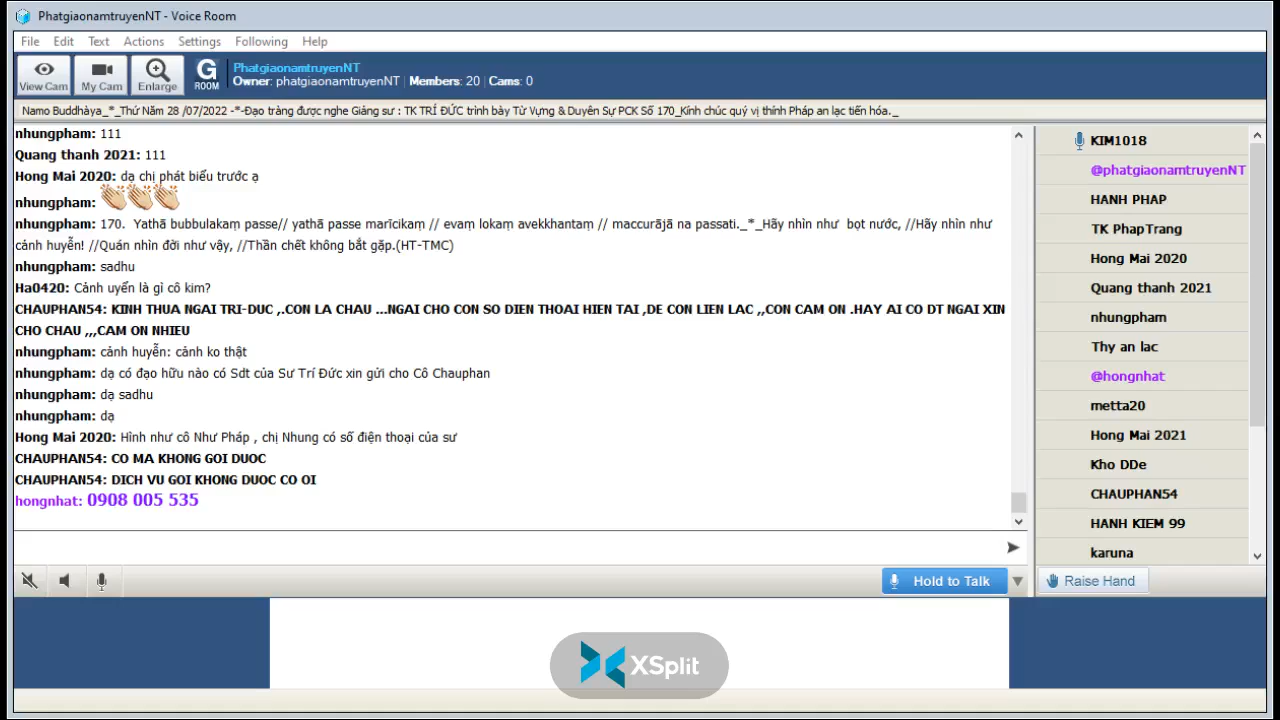 PhatgiaonamtruyenNT - Voice Room
File Edit Text Actions Settings Following Help
View Cam
My Cam
Enlarge
G ROOM
PhatgiaonamtruyenNT
Owner: phatgiaonamtruyenNT | Members: 20 | Cams: 0
Namo Buddhàya_*_Thứ Năm 28 /07/2022 -*-Đạo tràng được nghe Giảng sư : TK TRÍ ĐỨC trình bày Từ Vựng & Duyên Sự PCK Số 170_Kính chúc quý vị thính Pháp an lạc tiến hóa._
nhungpham: 111
Quang thanh 2021: 111
Hong Mai 2020: dạ chị phát biểu trước ạ
nhungpham:
nhungpham: 170. Yathā bubbulakaṃ passe// yathā passe marīcikaṃ // evaṃ lokaṃ avekkhantaṃ // maccurājā na passati._*_Hãy nhìn như bọt nước, //Hãy nhìn như
cảnh huyễn! //Quán nhìn đời như vậy, //Thần chết không bắt gặp.(HT-TMC)
nhungpham: sadhu
Ha0420: Cảnh uyển là gì cô kim?
CHAUPHAN54: KINH THUA NGAI TRI-DUC ,.CON LA CHAU ...NGAI CHO CON SO DIEN THOAI HIEN TAI ,DE CON LIEN LAC ,,CON CAM ON .HAY AI CO DT NGAI XIN
CHO CHAU ,,,CAM ON NHIEU
nhungpham: cảnh huyễn: cảnh ko thật
nhungpham: dạ có đạo hữu nào có Sdt của Sư Trí Đức xin gửi cho Cô Chauphan
nhungpham: dạ sadhu
nhungpham: dạ
Hong Mai 2020: Hình như cô Như Pháp , chị Nhung có số điện thoại của sư
CHAUPHAN54: CO MA KHONG GOI DUOC
CHAUPHAN54: DICH VU GOI KHONG DUOC CO OI
hongnhat: 0908 005 535
KIM1018
@phatgiaonamtruyenNT
HANH PHAP
TK PhapTrang
Hong Mai 2020
Quang thanh 2021
nhungpham
Thy an lac
@hongnhat
metta20
Hong Mai 2021
Kho DDe
CHAUPHAN54
HANH KIEM 99
karuna
Hold to Talk
Raise Hand
XSplit